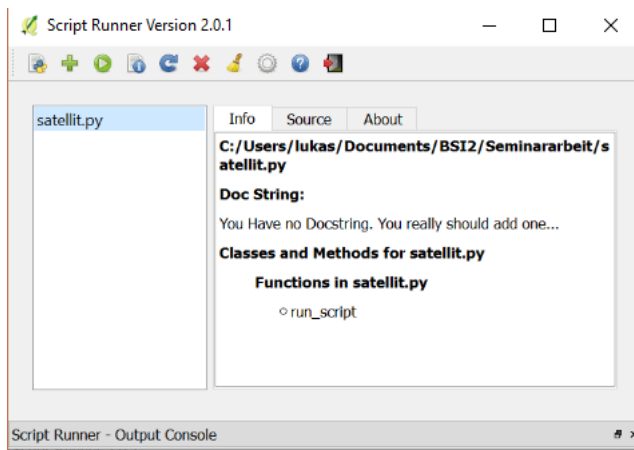 Script Runner Version 2.0.1
satellit.py
Info Source About
C:/Users/lukas/Documents/BSI2/Seminararbeit/s
atellit.py
Doc String:
You Have no Docstring. You really should add one...
Classes and Methods for satellit.py
Functions in satellit.py
run_script
Script Runner - Output Console